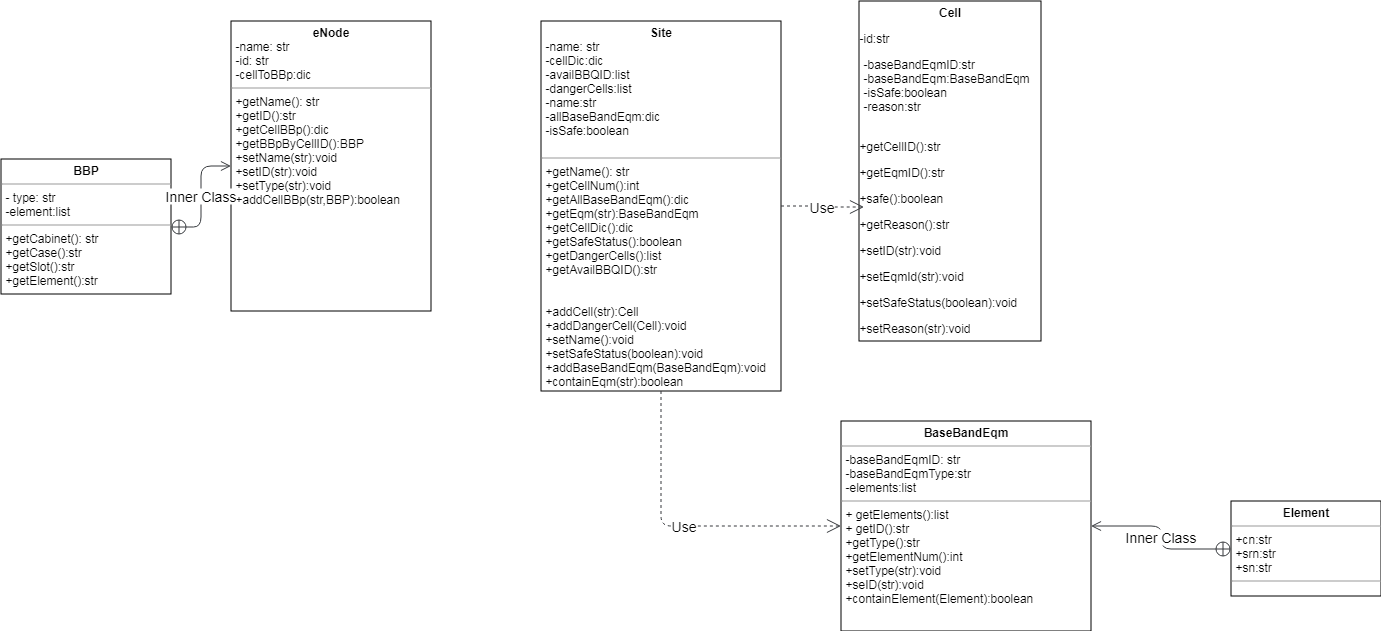 eNode
-name: str
-id: str
-cellToBBp:dic
+getName(): str
+getID():str
+getCellBBp():dic
+getBBpByCellID():BBP
+setName(str):void
+setID(str):void
+setType(str):void
+addCellBBp(str,BBP):boolean
BBP
- type: str
-element:list
+getCabinet(): str
+getCase():str
+getSlot():str
+getElement():str
Inner Class
Site
-name: str
-cellDic:dic
-availBBQID:list
-dangerCells:list
-name:str
-allBaseBandEqm:dic
-isSafe:boolean
+getName(): str
+getCellNum():int
+getAllBaseBandEqm():dic
+getEqm(str):BaseBandEqm
+getCellDic():dic
+getSafeStatus():boolean
+getDangerCells():list
+getAvailBBQID():str
+addCell(str):Cell
+addDangerCell(Cell):void
+setName():void
+setSafeStatus(boolean):void
+addBaseBandEqm(BaseBandEqm):void
+containEqm(str):boolean
Use
Cell
-id:str
-baseBandEqmID:str
-baseBandEqm:BaseBandEqm
-isSafe:boolean
-reason:str
+getCellID():str
+getEqmID():str
+safe():boolean
+getReason():str
+setID(str):void
+setEqmId(str):void
+setSafeStatus(boolean):void
+setReason(str):void
Use
BaseBandEqm
-baseBandEqmID: str
-baseBandEqmType:str
-elements:list
+ getElements():list
+ getID():str
+getType():str
+getElementNum():int
+setType(str):void
+seID(str):void
+containElement(Element):boolean
Inner Class
Element
+cn:str
+srn:str
+sn:str